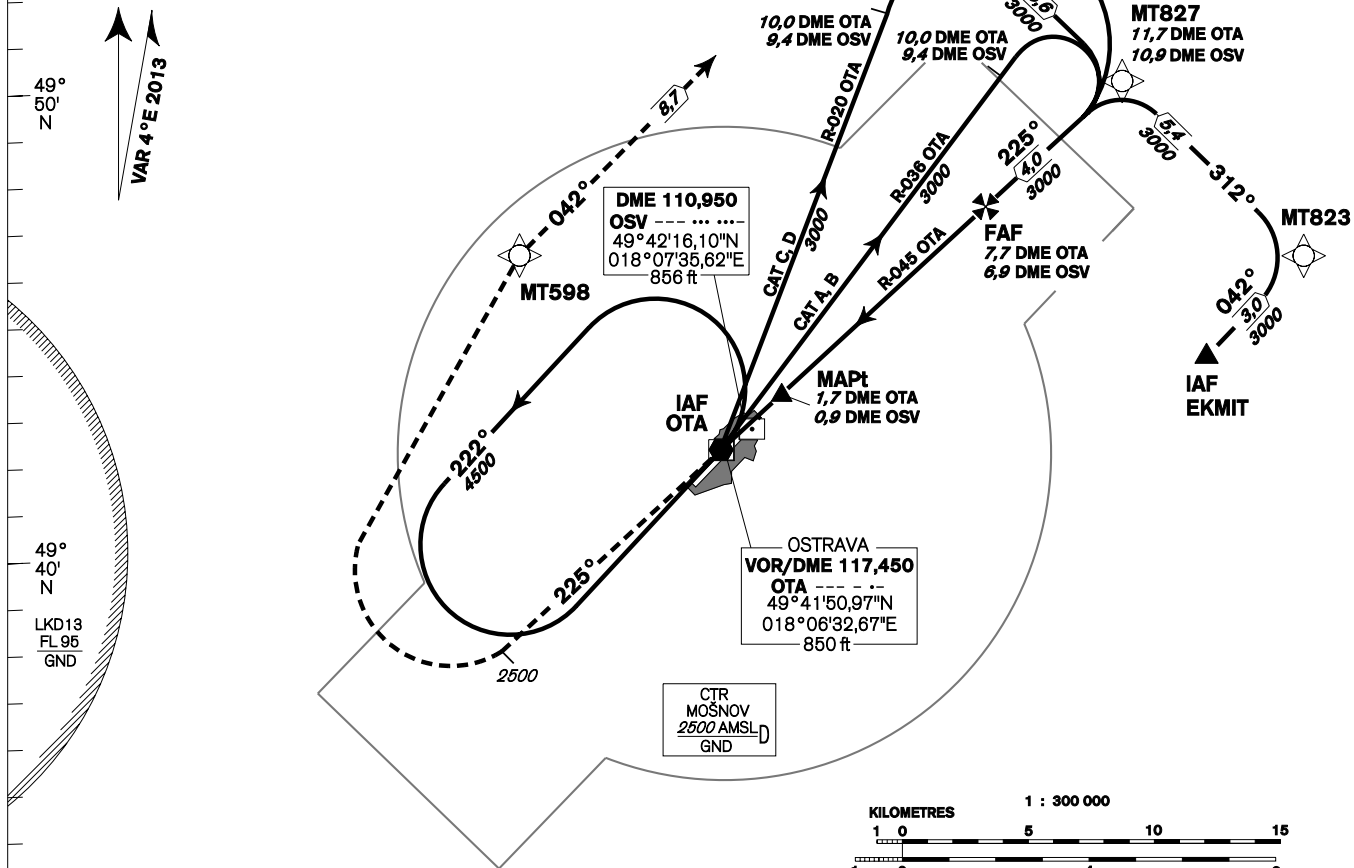 VAR 4°E 2013
49°
50'
N
10,0 DME OTA
9,4 DME OSV
R-020 OTA
3000
CAT C, D
10,0 DME OTA
9,4 DME OSV
R-036 OTA
3000
CAT A, B
3000
MT827
11,7 DME OTA
10,9 DME OSV
5,4
3000
312°
MT823
042°
3,0
3000
IAF
EKMIT
225°
4,0
3000
FAF
7,7 DME OTA
6,9 DME OSV
R-045 OTA
MAPt
1,7 DME OTA
0,9 DME OSV
8,7
042°
MT598
DME 110,950
OSV --- ... ...-
49°42'16,10"N
018°07'35,62"E
856 ft
IAF
OTA
222°
4500
225°
2500
OSTRAVA
VOR/DME 117,450
OTA --- - .-
49°41'50,97"N
018°06'32,67"E
850 ft
49°
40'
N
LKD13
FL 95
GND
CTR
MOŠNOV
2500 AMSL
GND
D
1 : 300 000
KILOMETRES
1 0 5 10 15